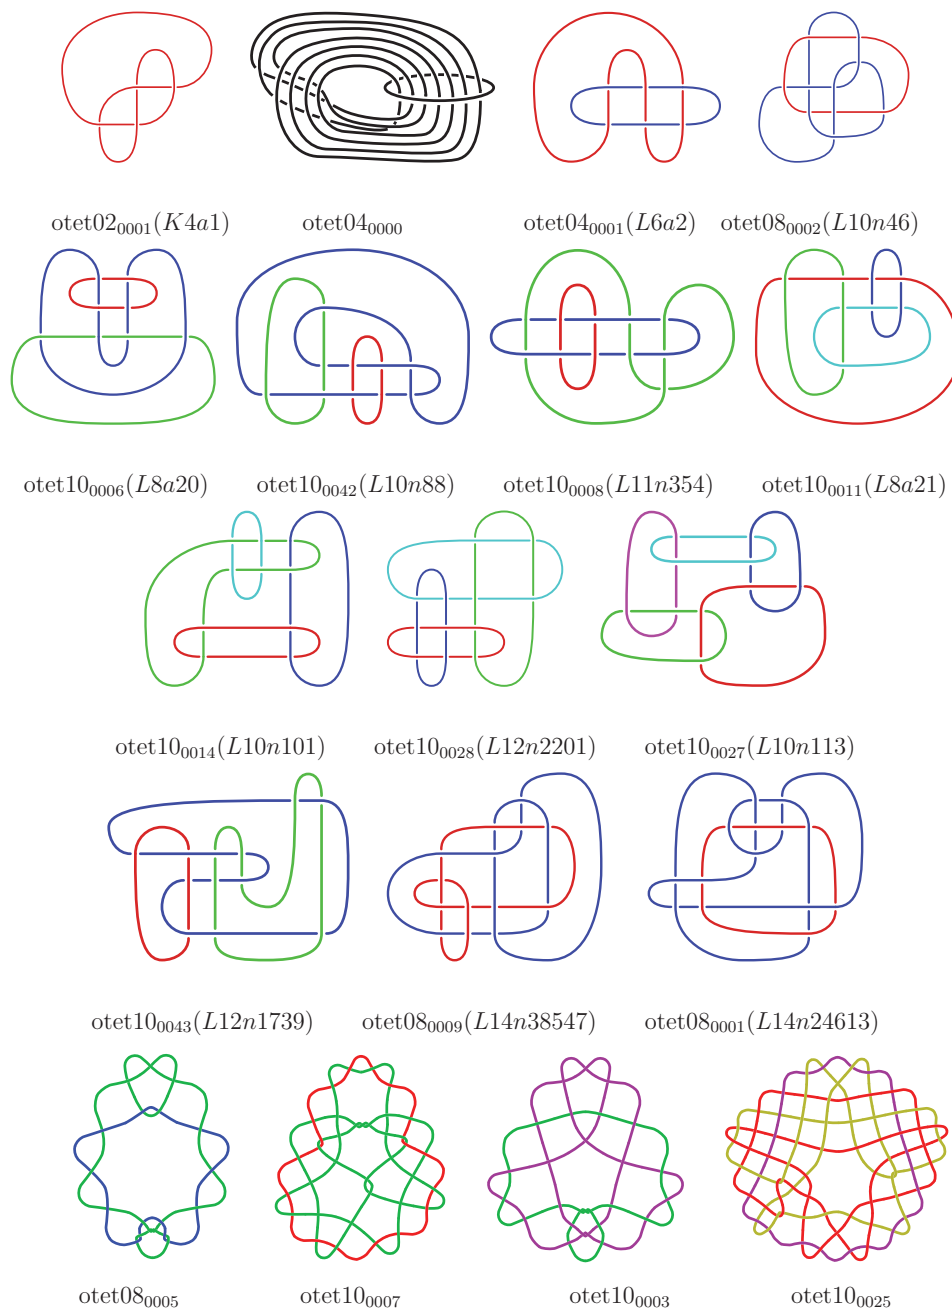 otet02₀₀₀₁(K4a1) otet04₀₀₀₀ otet04₀₀₀₁(L6a2) otet08₀₀₀₂(L10n46)
otet10₀₀₀₆(L8a20) otet10₀₀₄₂(L10n88) otet10₀₀₀₈(L11n354) otet10₀₀₁₁(L8a21)
otet10₀₀₁₄(L10n101) otet10₀₀₂₈(L12n2201) otet10₀₀₂₇(L10n113)
otet10₀₀₄₃(L12n1739) otet08₀₀₀₉(L14n38547) otet08₀₀₀₁(L14n24613)
otet08₀₀₀₅ otet10₀₀₀₇ otet10₀₀₀₃ otet10₀₀₂₅